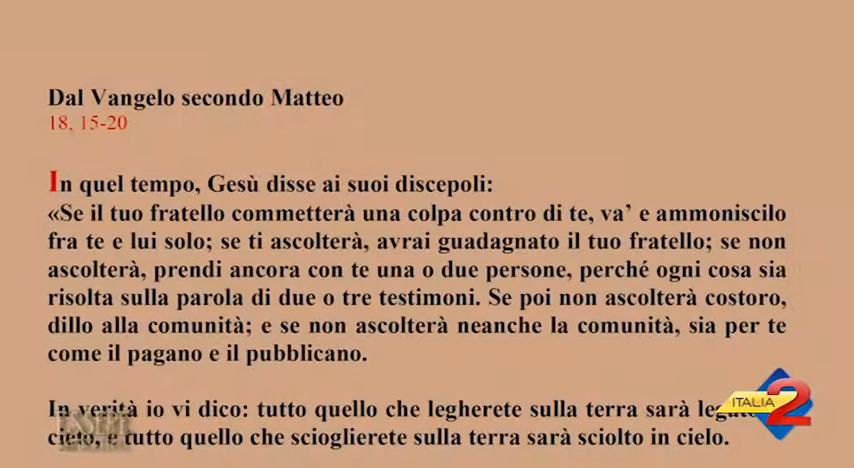 Dal Vangelo secondo Matteo
18, 15-20
In quel tempo, Gesù disse ai suoi discepoli:
«Se il tuo fratello commetterà una colpa contro di te, va’ e ammoniscilo
fra te e lui solo; se ti ascolterà, avrai guadagnato il tuo fratello; se non
ascolterà, prendi ancora con te una o due persone, perché ogni cosa sia
risolta sulla parola di due o tre testimoni. Se poi non ascolterà costoro,
dillo alla comunità; e se non ascolterà neanche la comunità, sia per te
come il pagano e il pubblicano.
In verità io vi dico: tutto quello che legherete sulla terra sarà
cielo, e tutto quello che scioglierete sulla terra sarà sciolto in cielo.
ITALIA 2